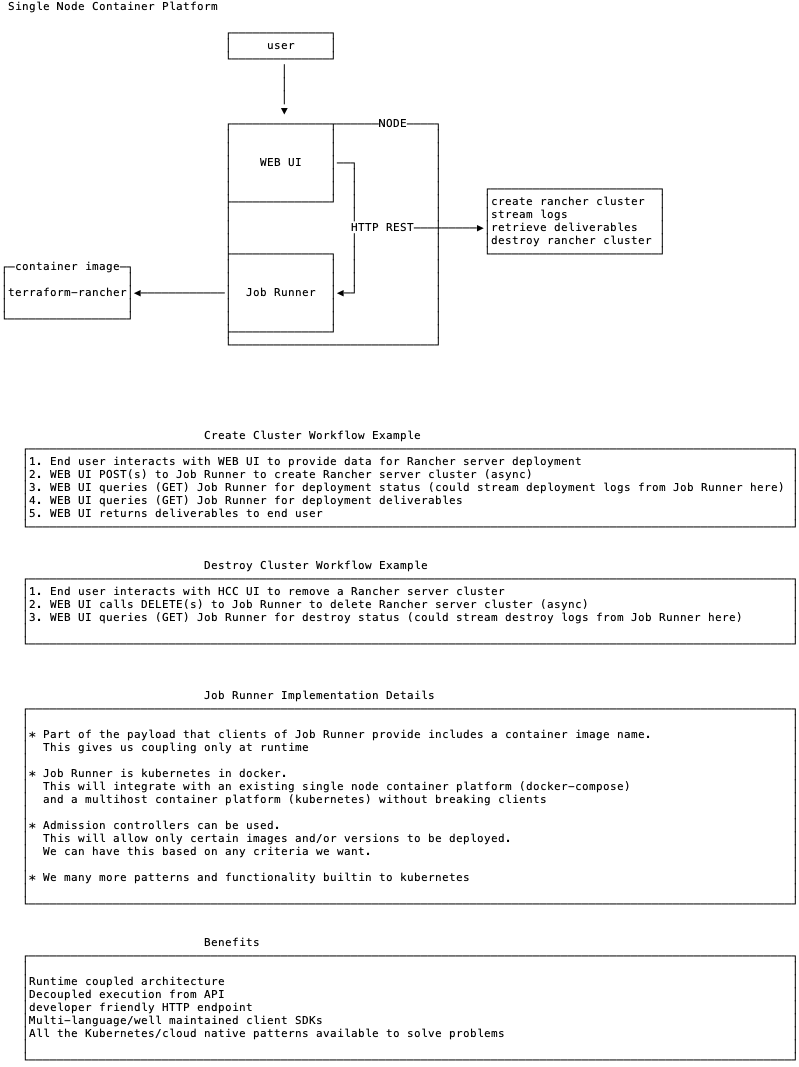 Single Node Container Platform
user
NODE
WEB UI
create rancher cluster
stream logs
HTTP REST
retrieve deliverables
destroy rancher cluster
container image
terraform-rancher
Job Runner
Create Cluster Workflow Example
1. End user interacts with WEB UI to provide data for Rancher server deployment
2. WEB UI POST(s) to Job Runner to create Rancher server cluster (async)
3. WEB UI queries (GET) Job Runner for deployment status (could stream deployment logs from Job Runner here)
4. WEB UI queries (GET) Job Runner for deployment deliverables
5. WEB UI returns deliverables to end user
Destroy Cluster Workflow Example
1. End user interacts with HCC UI to remove a Rancher server cluster
2. WEB UI calls DELETE(s) to Job Runner to delete Rancher server cluster (async)
3. WEB UI queries (GET) Job Runner for destroy status (could stream destroy logs from Job Runner here)
Job Runner Implementation Details
* Part of the payload that clients of Job Runner provide includes a container image name.
This gives us coupling only at runtime
* Job Runner is kubernetes in docker.
This will integrate with an existing single node container platform (docker-compose)
and a multihost container platform (kubernetes) without breaking clients
* Admission controllers can be used.
This will allow only certain images and/or versions to be deployed.
We can have this based on any criteria we want.
* We many more patterns and functionality builtin to kubernetes
Benefits
Runtime coupled architecture
Decoupled execution from API
developer friendly HTTP endpoint
Multi-language/well maintained client SDKs
All the Kubernetes/cloud native patterns available to solve problems